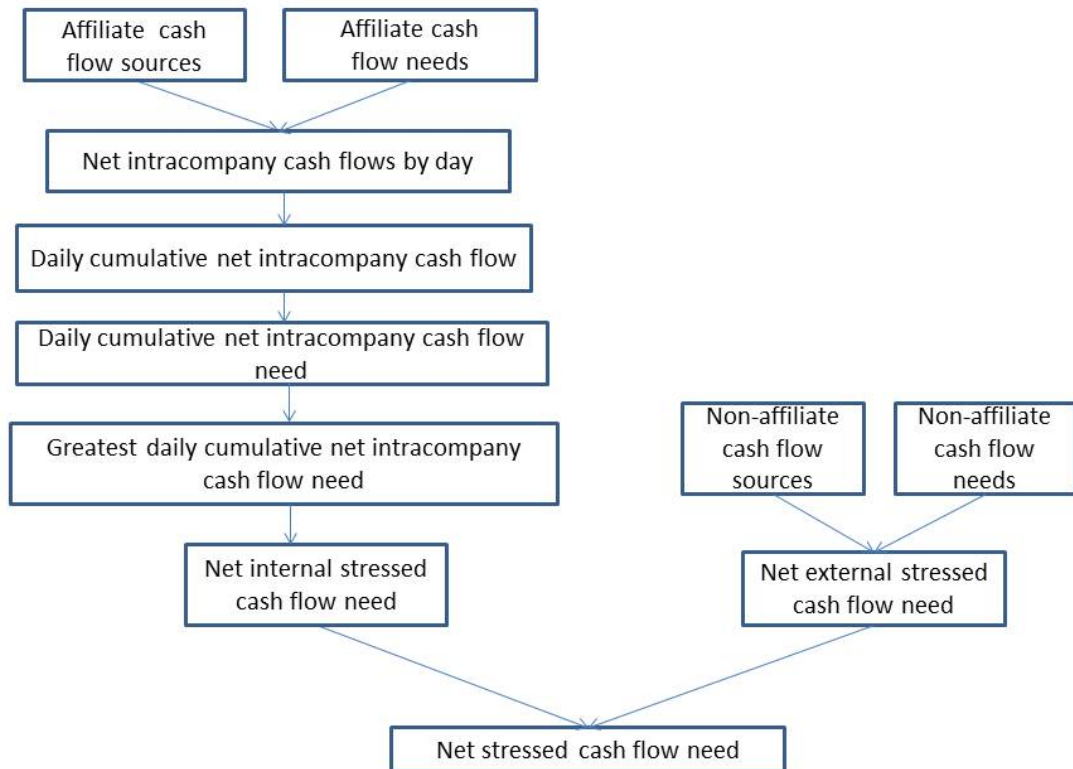 Affiliate cash
flow sources
Affiliate cash
flow needs
Net intracompany cash flows by day
Daily cumulative net intracompany cash flow
Daily cumulative net intracompany cash flow
need
Greatest daily cumulative net intracompany
cash flow need
Non-affiliate
cash flow
sources
Non-affiliate
cash flow
needs
Net internal stressed
cash flow need
Net external stressed
cash flow need
Net stressed cash flow need